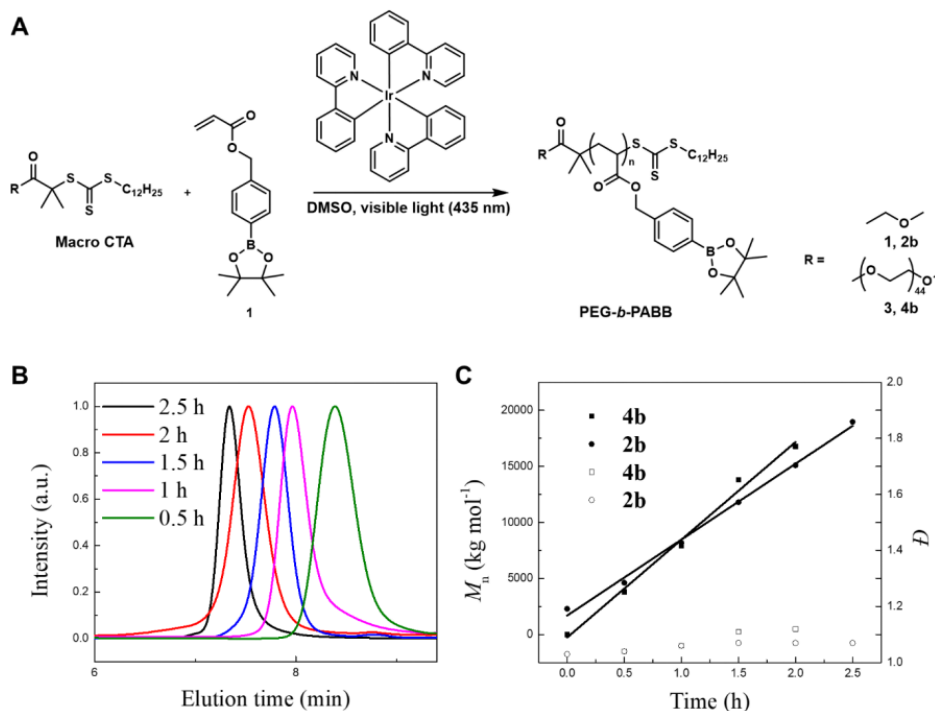 A
O
R
S
S
C12H25
S
Macro CTA
+
O
O
B
O
O
1
N
N
Ir
N
DMSO, visible light (435 nm)
O
R
n
S
S
C12H25
S
O
O
B
O
O
PEG-b-PABB
R =
O
1, 2b
O
44
O
3, 4b
B
1.0
0.8
0.6
0.4
0.2
0.0
Intensity (a.u.)
2.5 h
2 h
1.5 h
1 h
0.5 h
6
7
8
Elution time (min)
C
20000
15000
10000
5000
0
Mn (kg mol-1)
4b
2b
4b
2b
2.0
1.8
1.6
1.4
1.2
1.0
Đ
0.0
0.5
1.0
1.5
2.0
2.5
Time (h)